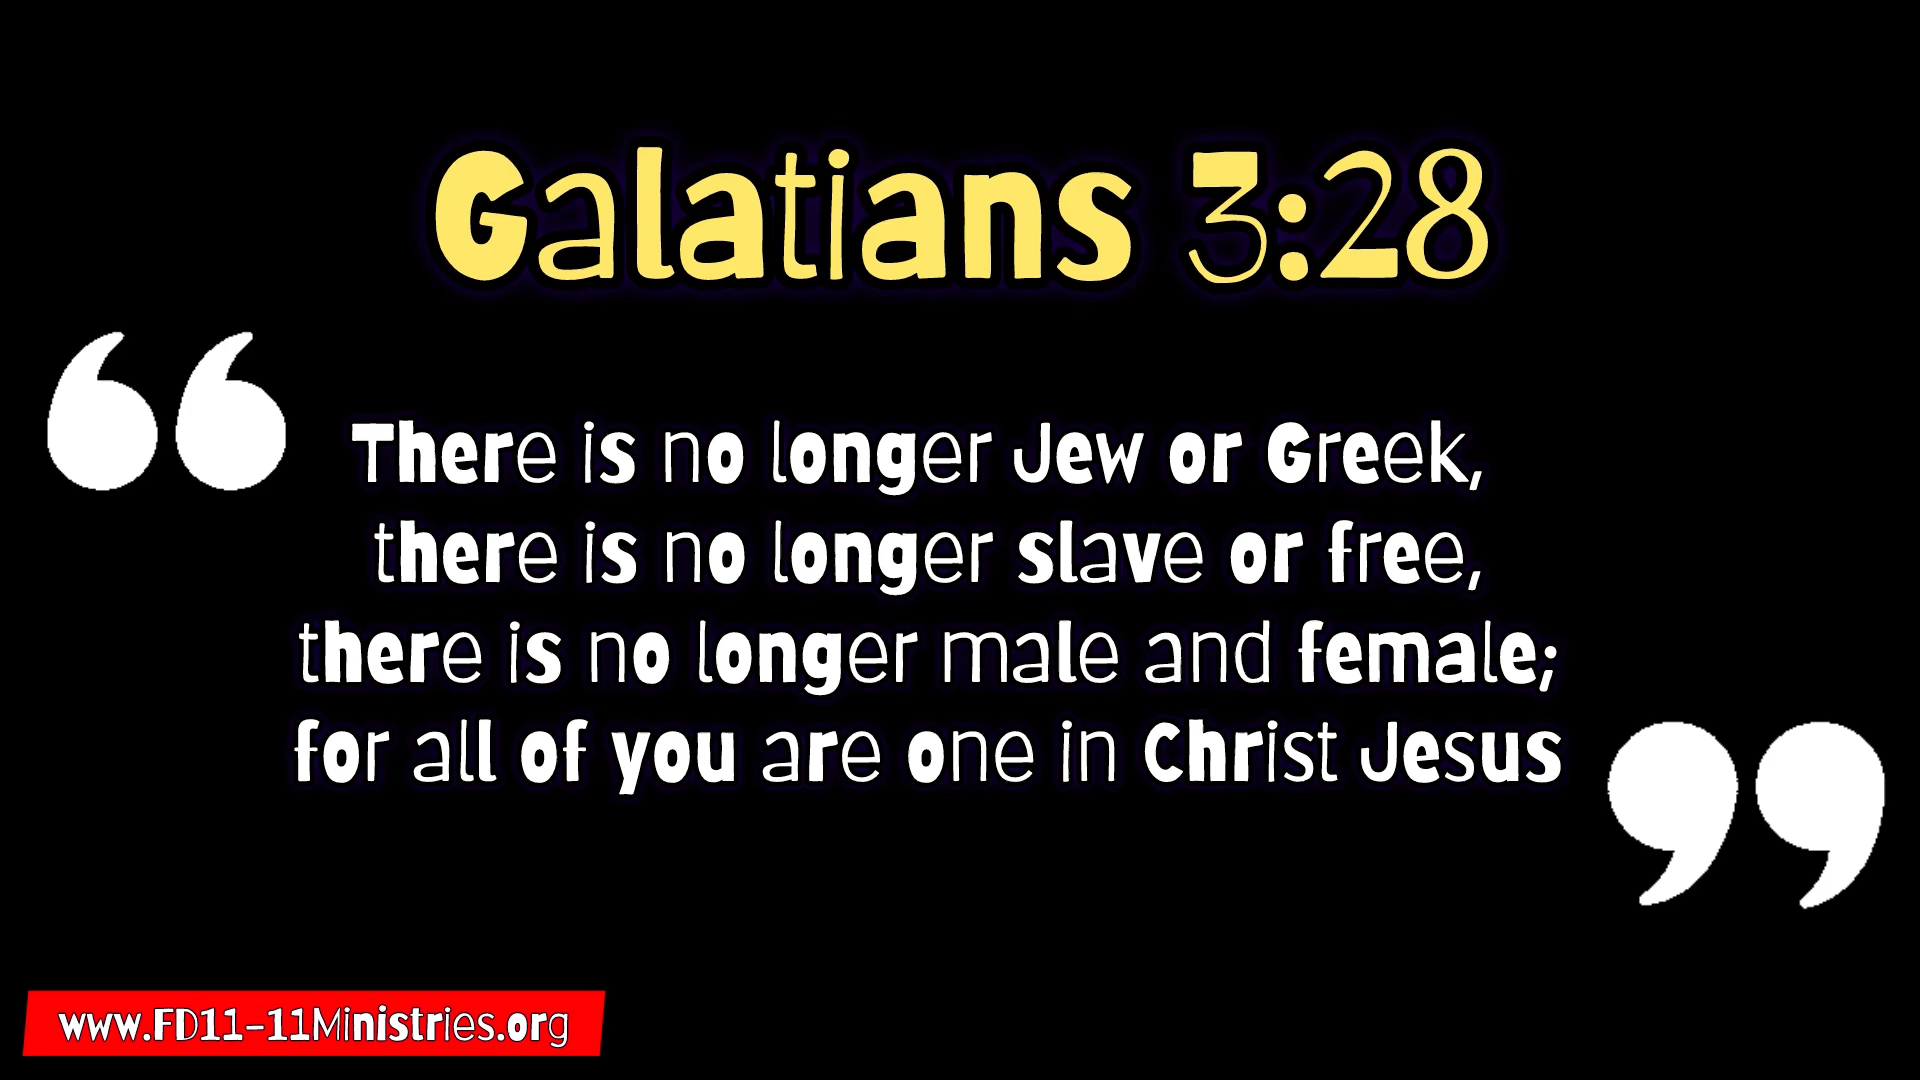 Galatians 3:28
“
There is no longer Jew or Greek,
there is no longer slave or free,
there is no longer male and female;
for all of you are one in Christ Jesus
”
www.FD11-11Ministries.org